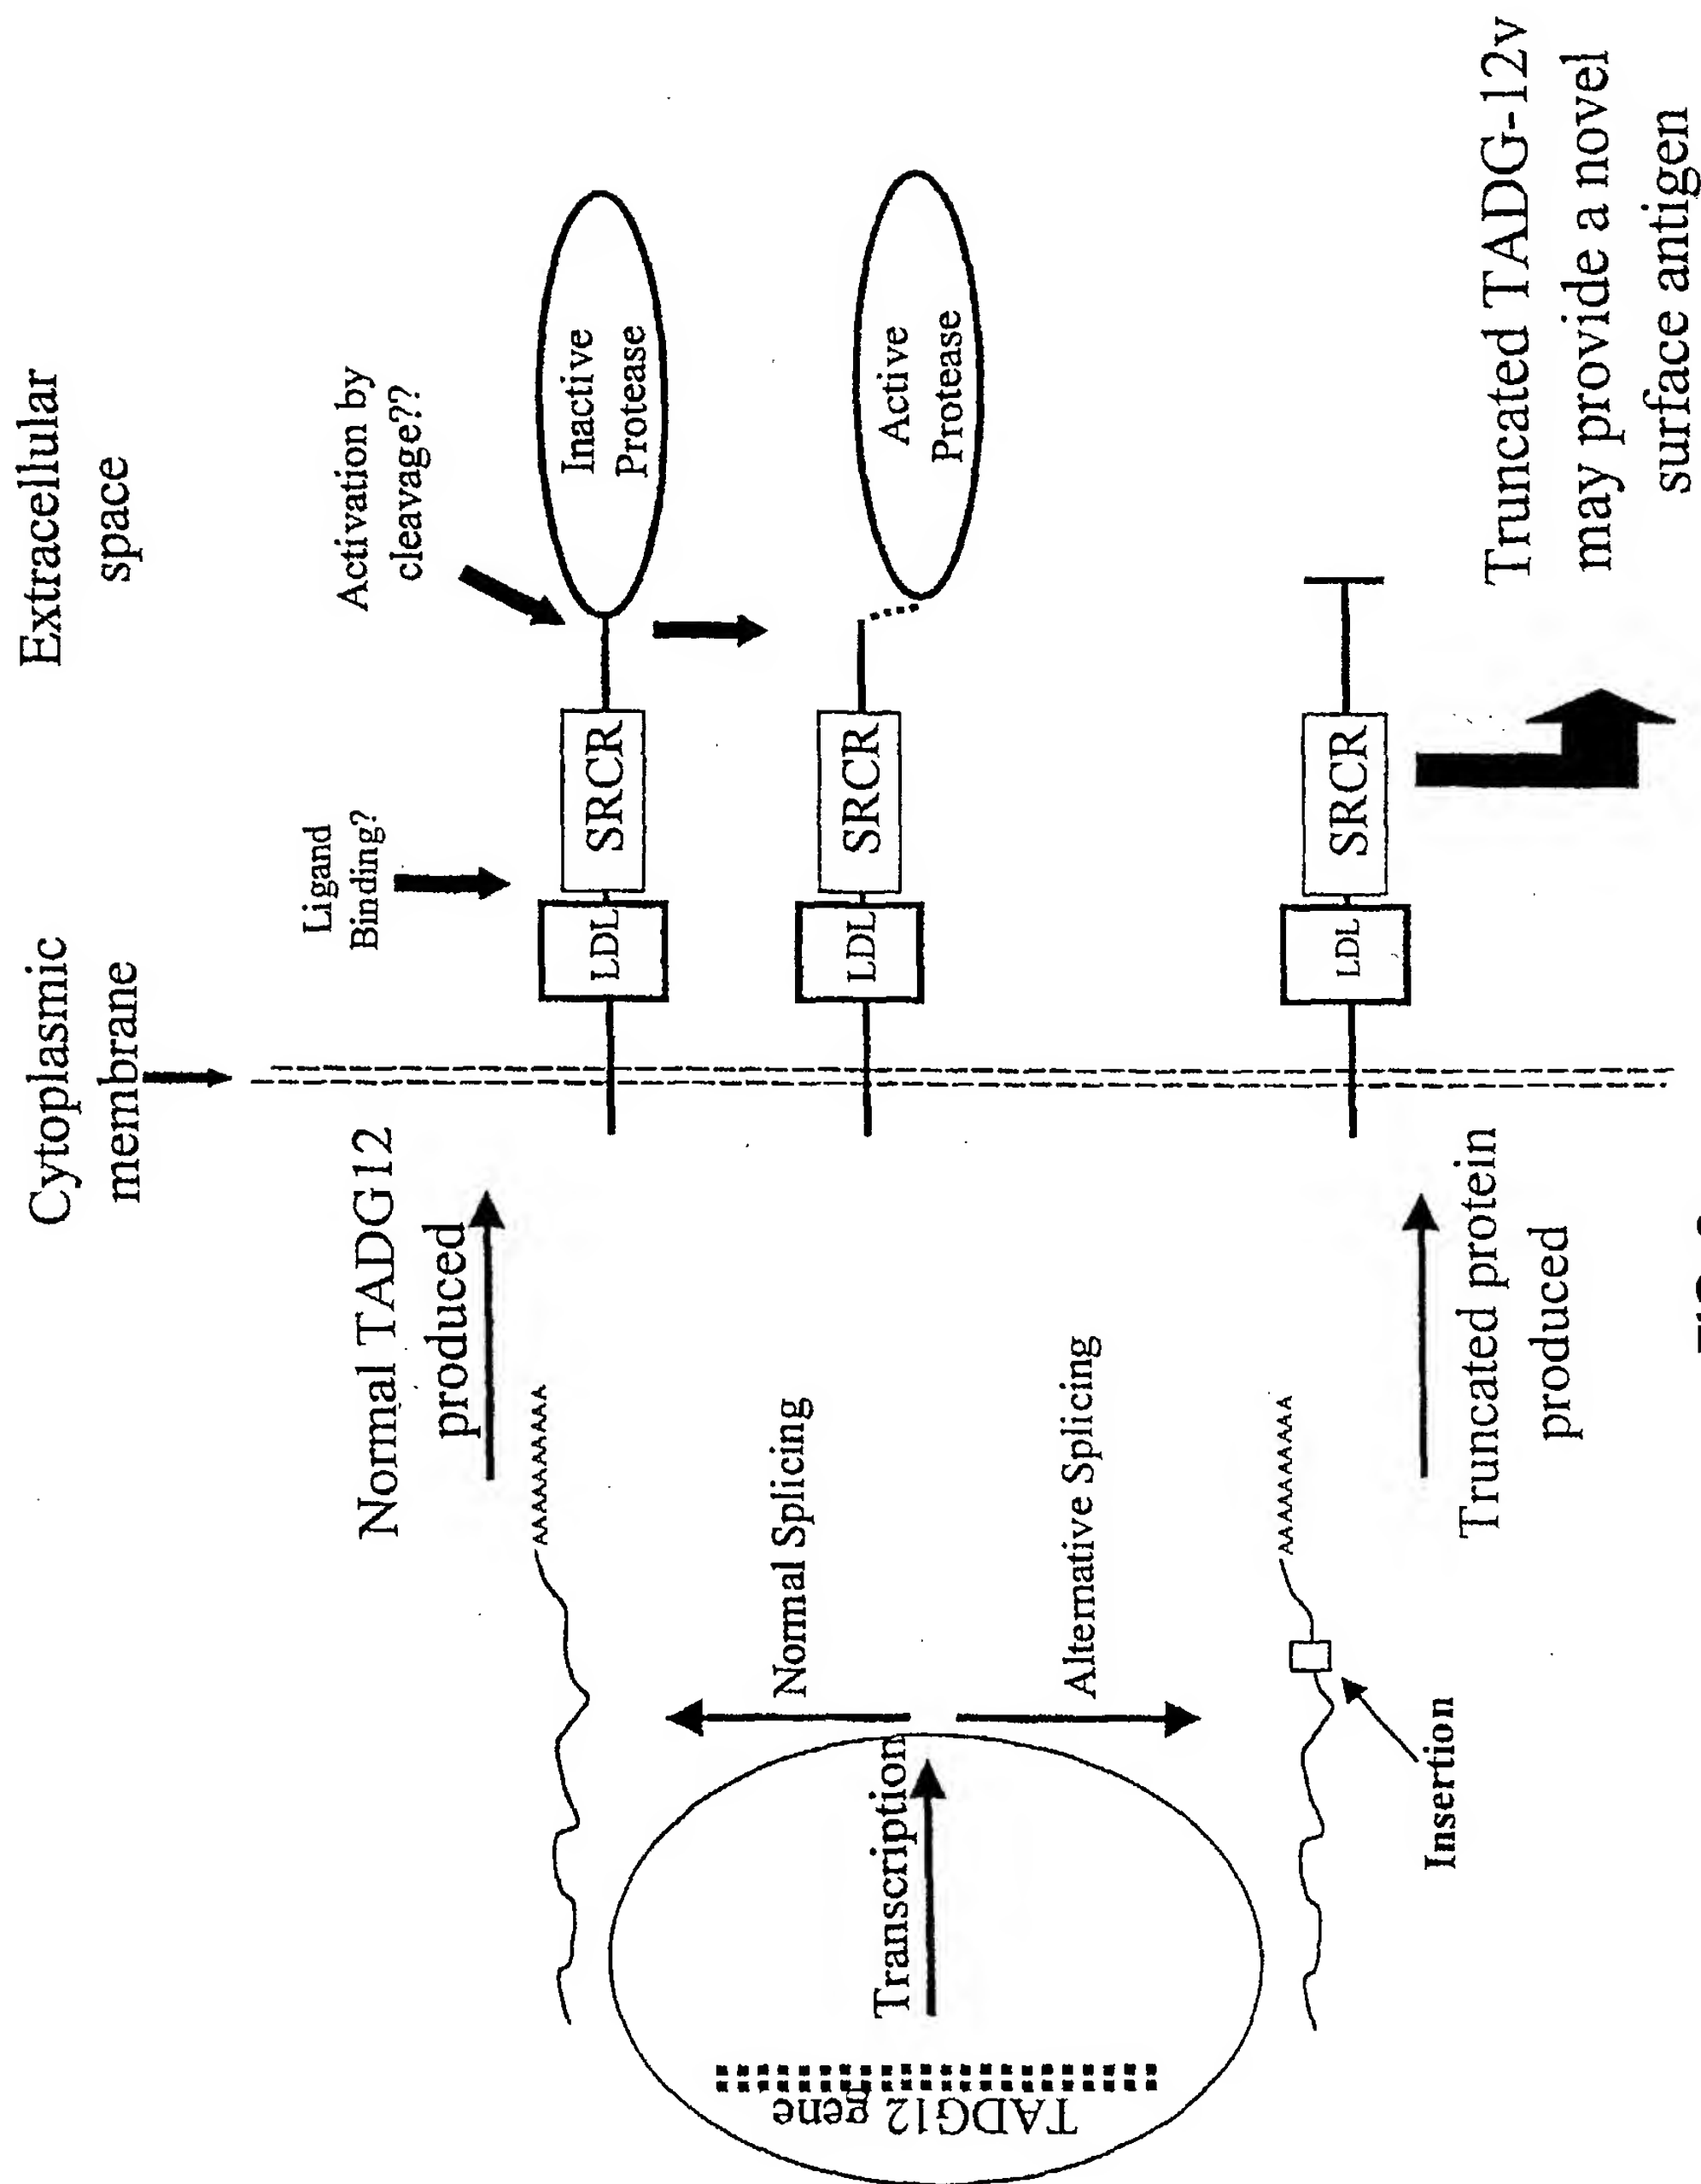 Cytoplasmic
membrane
Extracellular
space
Normal TADG12
produced
Ligand
Binding?
Activation by
cleavage??
AAAAAAAAA
LDL
SRCR
Inactive
Protease
Normal Splicing
TADG12 gene
Transcription
LDL
SRCR
Active
Protease
Alternative Splicing
AAAAAAAAA
Insertion
LDL
SRCR
Truncated protein
produced
Truncated TADG-12v
may provide a novel
surface antigen